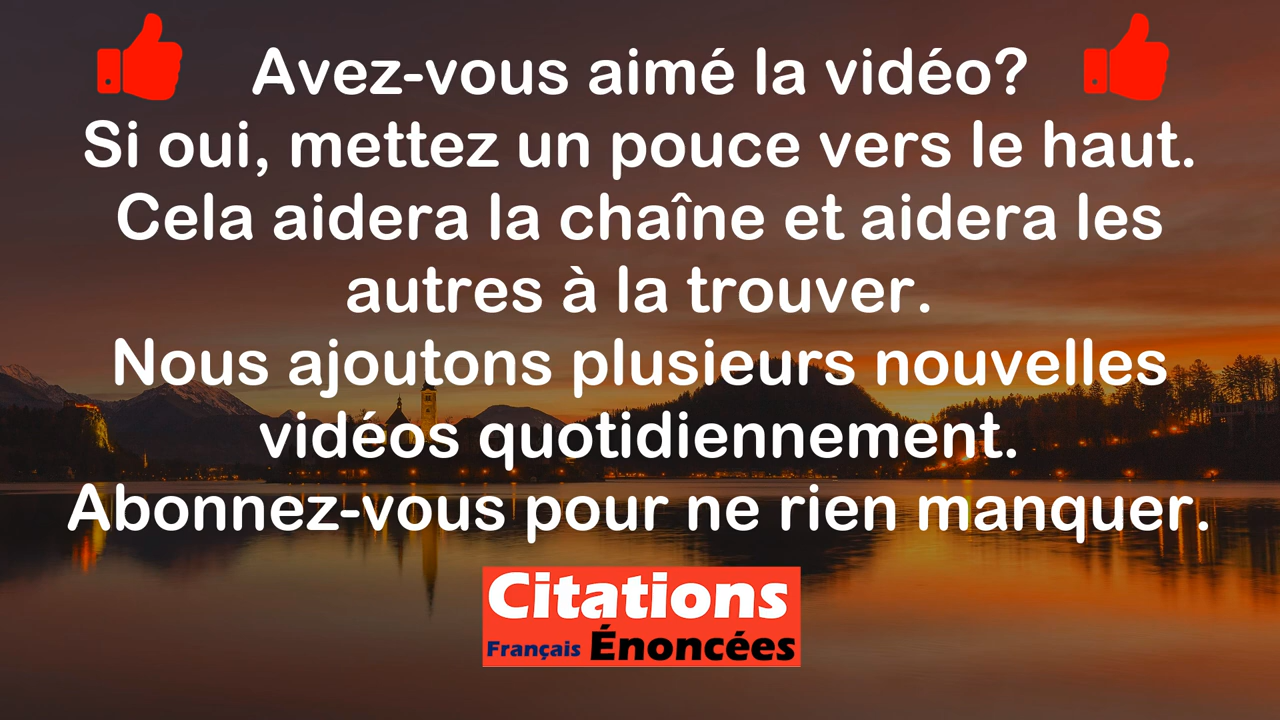 Avez-vous aimé la vidéo?
Si oui, mettez un pouce vers le haut.
Cela aidera la chaîne et aidera les
autres à la trouver.
Nous ajoutons plusieurs nouvelles
vidéos quotidiennement.
Abonnez-vous pour ne rien manquer.
Citations
Français Énoncées